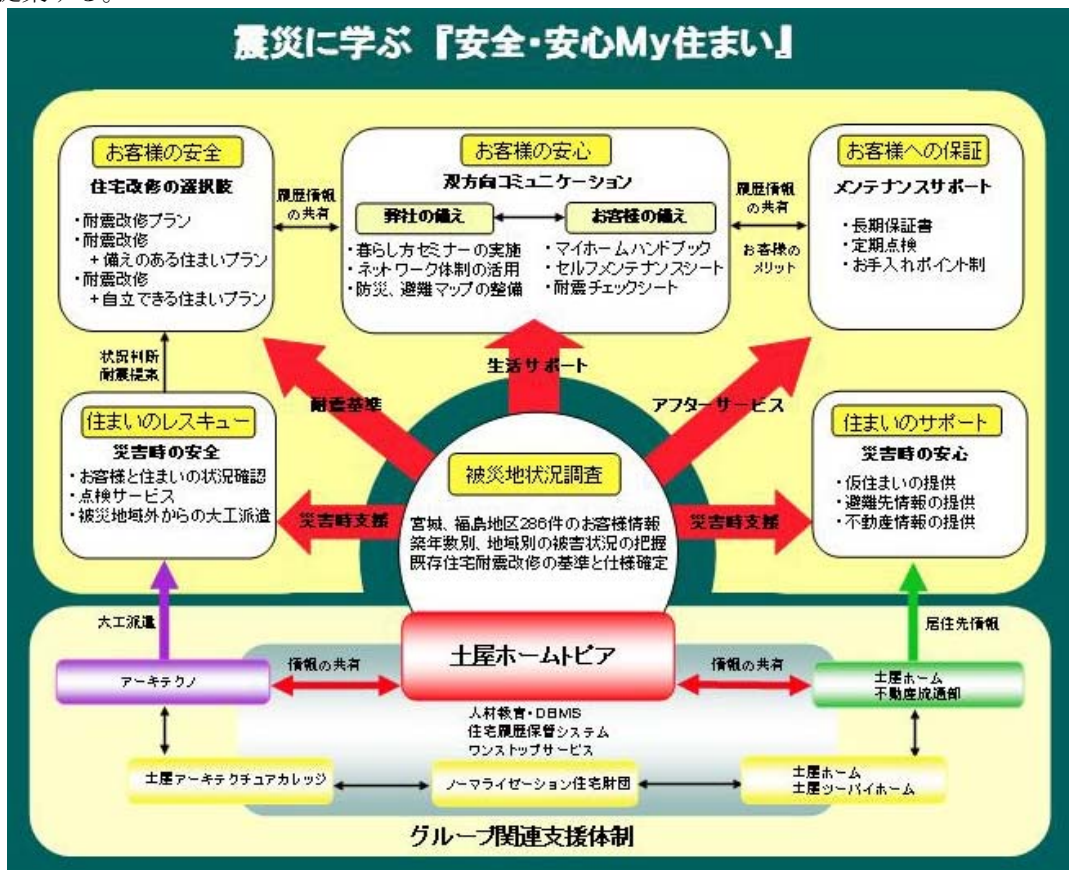 提案する。
震災に学ぶ『安全・安心My住まい』
お客様の安全
住宅改修の選択肢
・耐震改修プラン
・耐震改修
＋備えのある住まいプラン
・耐震改修
＋自立できる住まいプラン
履歴情報
の共有
お客様の安心
双方向コミュニケーション
弊社の備え
お客様の備え
・暮らし方セミナーの実施
・ネットワーク体制の活用
・防災、避難マップの整備
・マイホームハンドブック
・セルフメンテナンスシート
・耐震チェックシート
履歴情報
の共有
お客様の
メリット
お客様への保証
メンテナンスサポート
・長期保証書
・定期点検
・お手入れポイント制
状況判断
耐震提案
耐震基準
生活サポート
アフターサービス
住まいのレスキュー
災害時の安全
・お客様と住まいの状況確認
・点検サービス
・被災地域外からの大工派遣
災害時支援
被災地状況調査
宮城、福島地区286件のお客様情報
築年数別、地域別の被害状況の把握
既存住宅耐震改修の基準と仕様確定
災害時支援
住まいのサポート
災害時の安心
・仮住まいの提供
・避難先情報の提供
・不動産情報の提供
大工派遣
居住先情報
アーキテクノ
情報の共有
土屋ホームトピア
情報の共有
土屋ホーム
不動産流通部
人材教育・DBMS
住宅履歴保管システム
ワンストップサービス
土屋アーキテクチュアカレッジ
ノーマライゼーション住宅財団
土屋ホーム
土屋ツーバイホーム
グループ関連支援体制